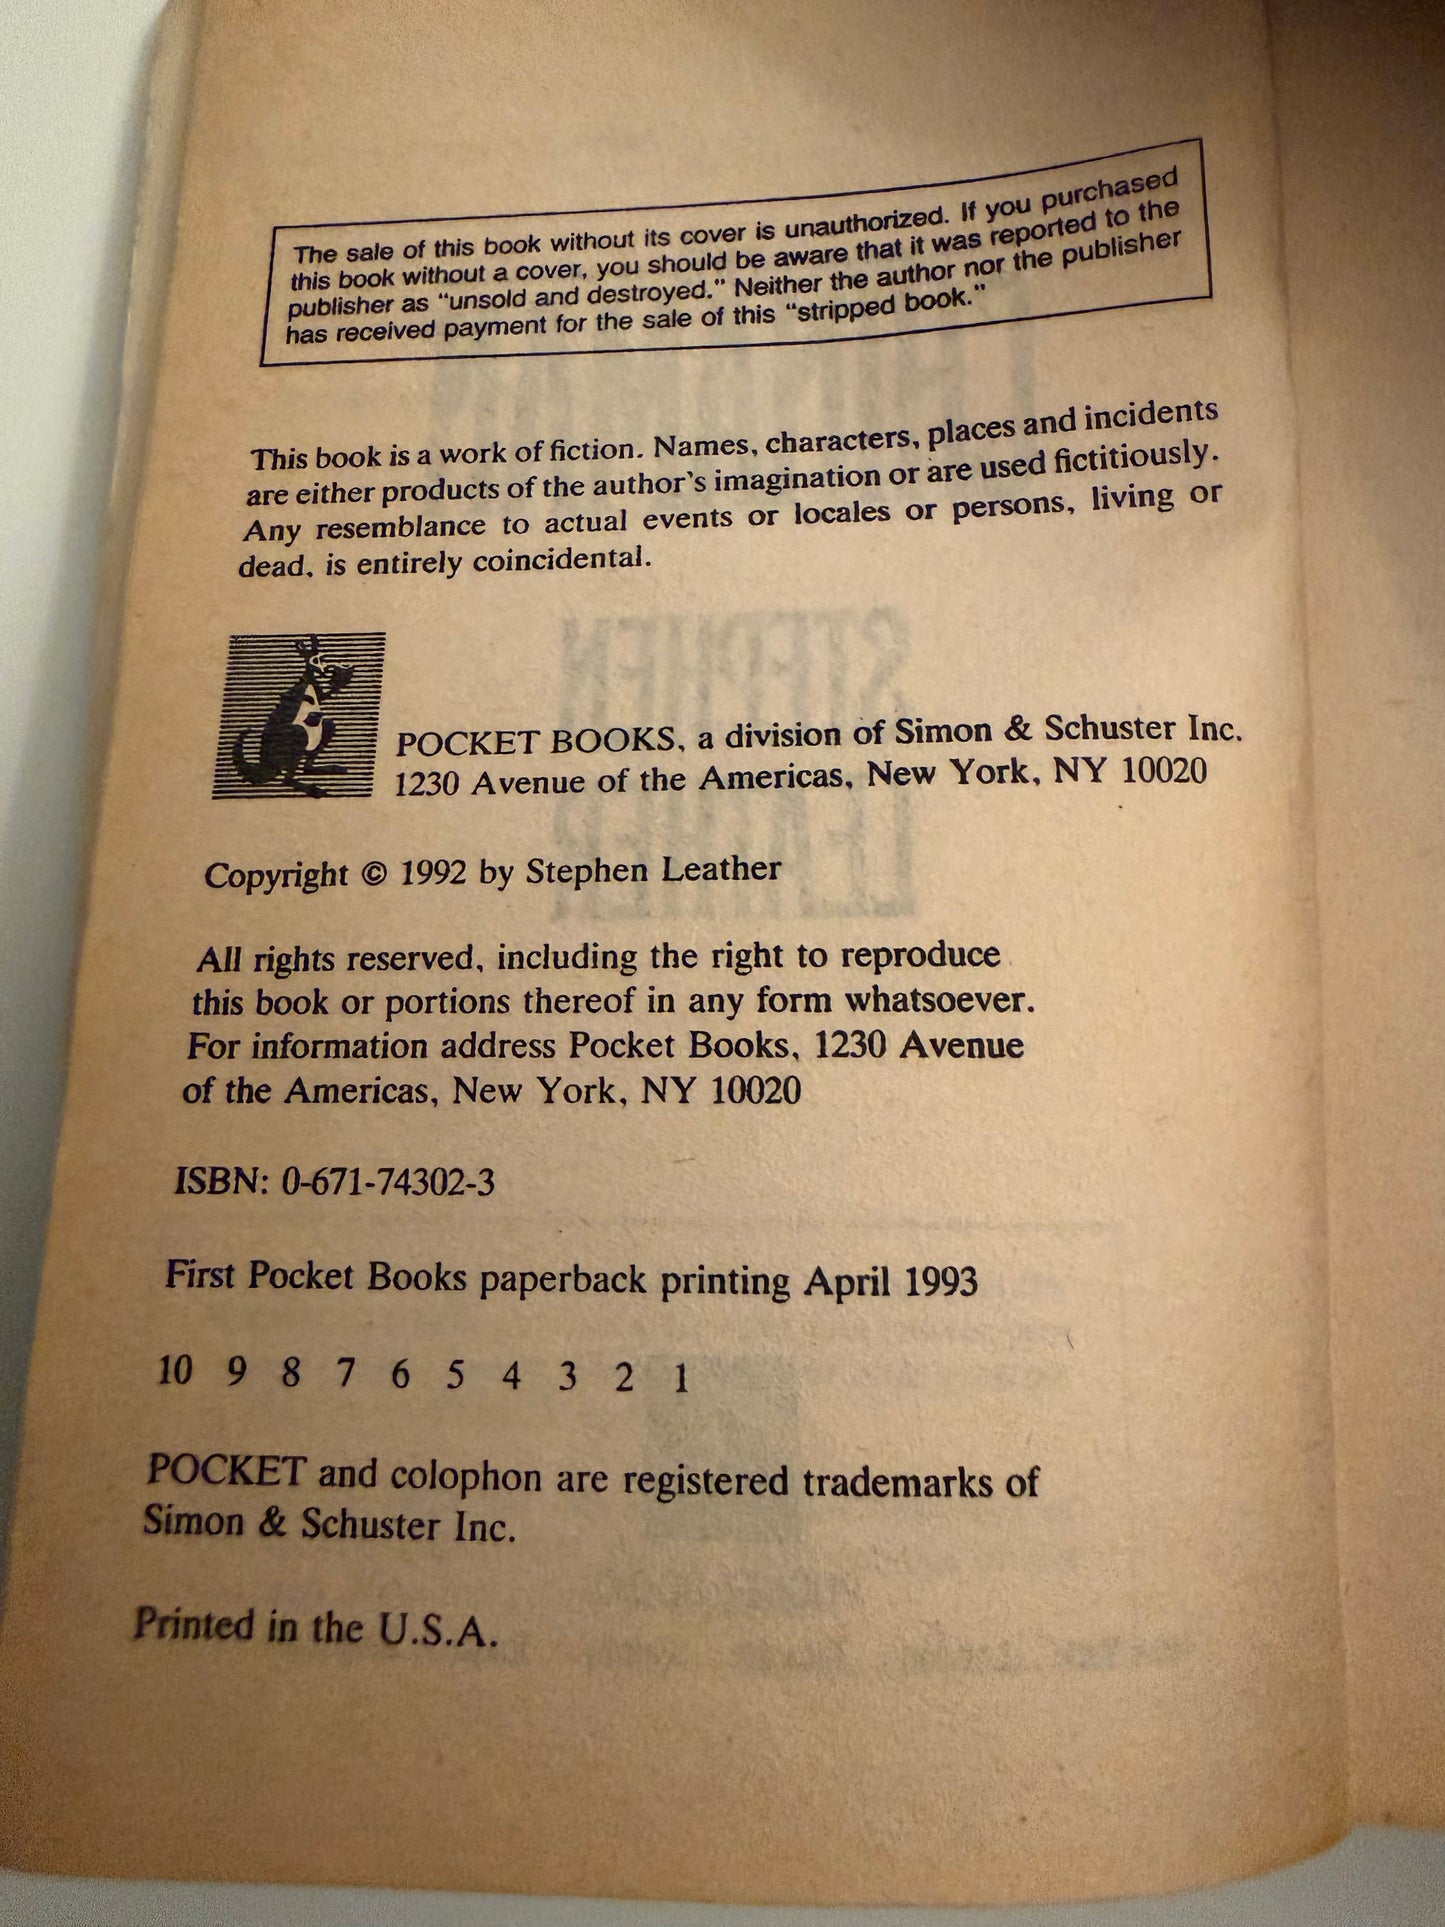 The sale of this book without its cover is unauthorized. If you purchased
this book without a cover, you should be aware that it was reported to the
publisher as "unsold and destroyed." Neither the author nor the publisher
has received payment for the sale of this "stripped book."
This book is a work of fiction. Names, characters, places and incidents
are either products of the author's imagination or are used fictitiously.
Any resemblance to actual events or locales or persons, living or
dead, is entirely coincidental.
POCKET BOOKS, a division of Simon & Schuster Inc.
1230 Avenue of the Americas, New York, NY 10020
Copyright © 1992 by Stephen Leather
All rights reserved, including the right to reproduce
this book or portions thereof in any form whatsoever.
For information address Pocket Books, 1230 Avenue
of the Americas, New York, NY 10020
ISBN: 0-671-74302-3
First Pocket Books paperback printing April 1993
10 9 8 7 6 5 4 3 2 1
POCKET and colophon are registered trademarks of
Simon & Schuster Inc.
Printed in the U.S.A.